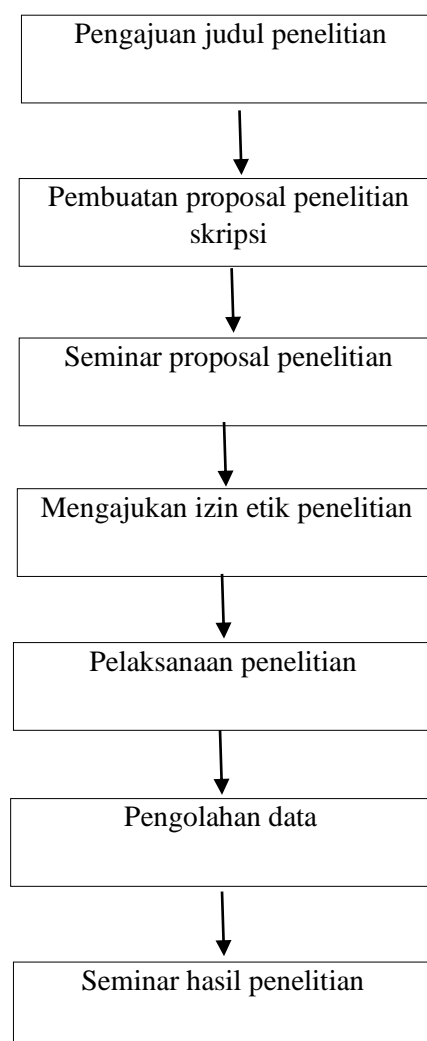 Pengajuan judul penelitian
Pembuatan proposal penelitian
skripsi
Seminar proposal penelitian
Mengajukan izin etik penelitian
Pelaksanaan penelitian
Pengolahan data
Seminar hasil penelitian